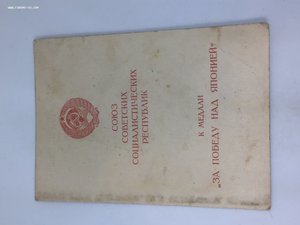 СОЮЗ
СОВЕТСКИХ
СОЦИАЛИСТИЧЕСКИХ
РЕСПУБЛИК
К МЕДАЛИ
„ЗА ПОБЕДУ НАД ЯПОНИЕЙ“